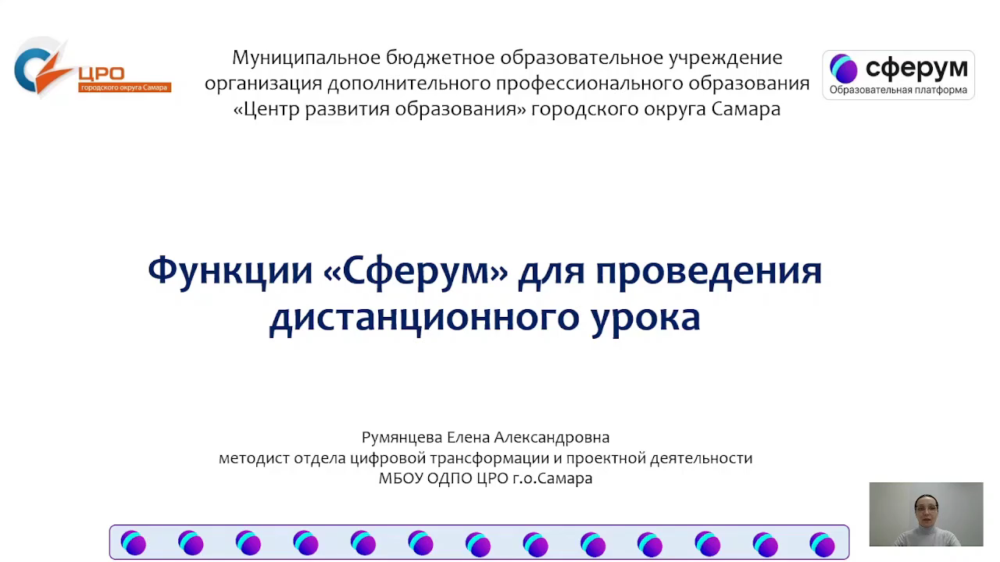 ЦРО
городского округа Самара
Муниципальное бюджетное образовательное учреждение
организация дополнительного профессионального образования
«Центр развития образования» городского округа Самара
сферум
Образовательная платформа
Функции «Сферум» для проведения
дистанционного урока
Румянцева Елена Александровна
методист отдела цифровой трансформации и проектной деятельности
МБОУ ОДПО ЦРО г.о.Самара